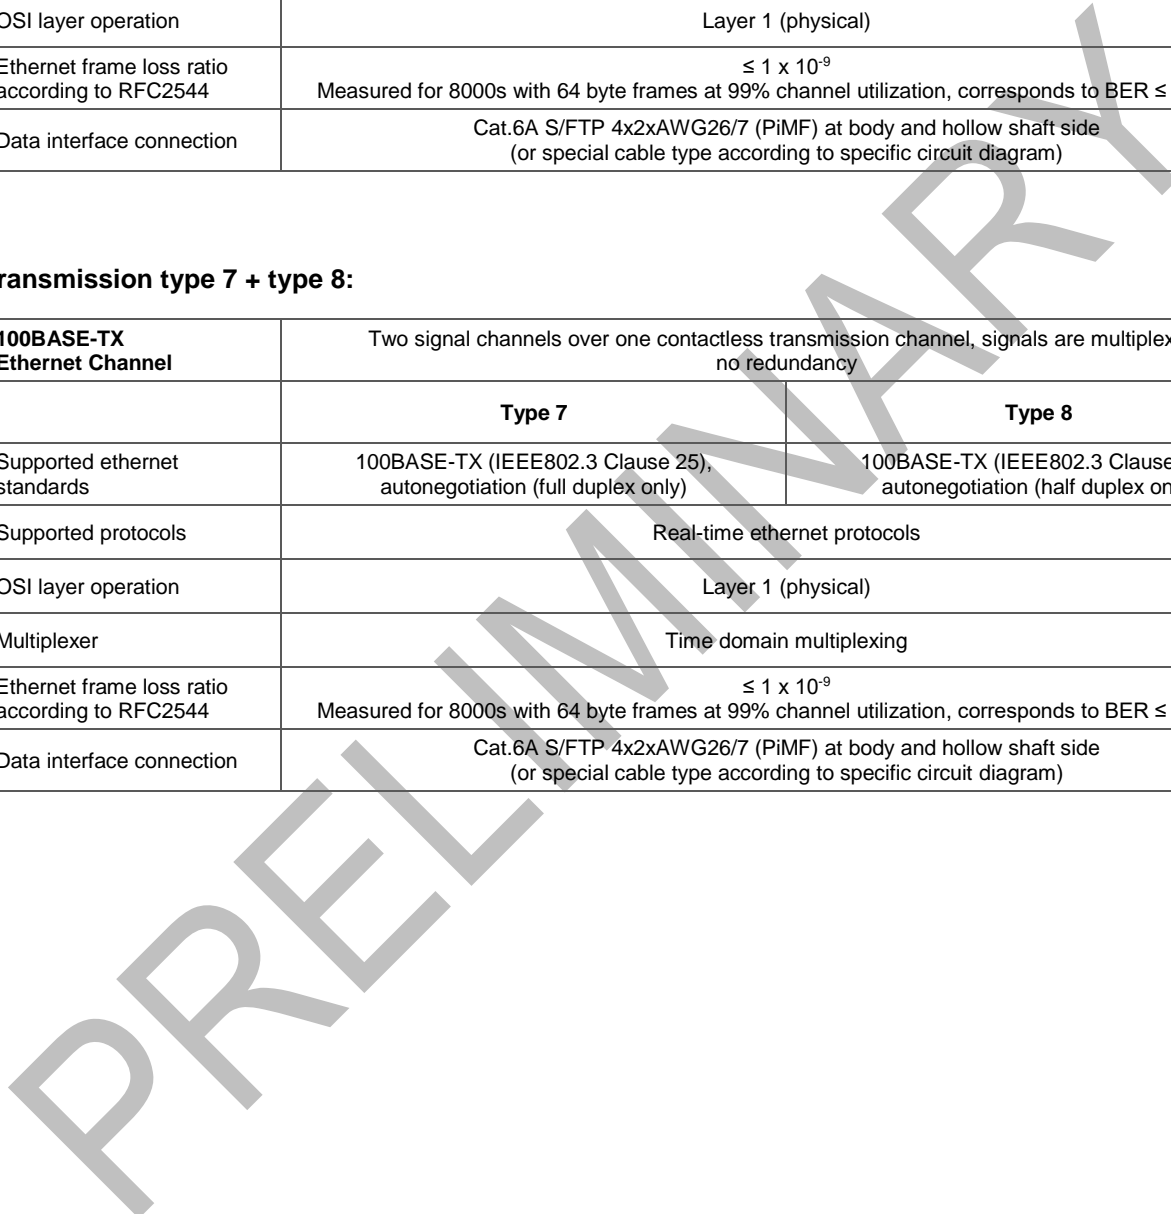 OSI layer operation
Layer 1 (physical)
Ethernet frame loss ratio
according to RFC2544
≤ 1 x 10⁻⁹
Measured for 8000s with 64 byte frames at 99% channel utilization, corresponds to BER ≤
Data interface connection
Cat.6A S/FTP 4x2xAWG26/7 (PiMF) at body and hollow shaft side
(or special cable type according to specific circuit diagram)
ransmission type 7 + type 8:
100BASE-TX
Ethernet Channel
Two signal channels over one contactless transmission channel, signals are multiplex
no redundancy
Type 7
Type 8
Supported ethernet
standards
100BASE-TX (IEEE802.3 Clause 25),
autonegotiation (full duplex only)
100BASE-TX (IEEE802.3 Clause
autonegotiation (half duplex on
Supported protocols
Real-time ethernet protocols
OSI layer operation
Layer 1 (physical)
Multiplexer
Time domain multiplexing
Ethernet frame loss ratio
according to RFC2544
≤ 1 x 10⁻⁹
Measured for 8000s with 64 byte frames at 99% channel utilization, corresponds to BER ≤
Data interface connection
Cat.6A S/FTP 4x2xAWG26/7 (PiMF) at body and hollow shaft side
(or special cable type according to specific circuit diagram)
PRELIMINARY